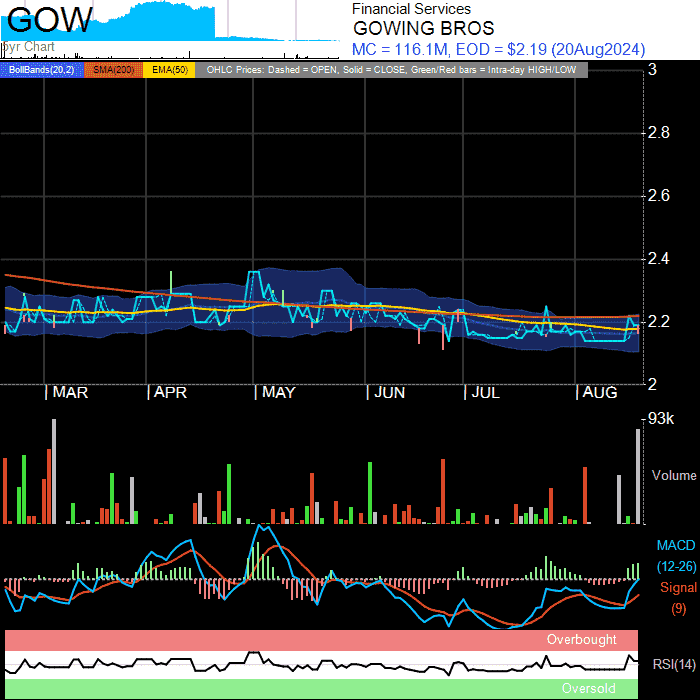 GOW
Financial Services
GOWING BROS
MC = 116.1M, EOD = $2.19 (20Aug2024)
5yr Chart
BollBands(20,2) SMA(200) EMA(50) OHLC Prices: Dashed = OPEN, Solid = CLOSE, Green/Red bars = Intra-day HIGH/LOW
3
2.8
2.6
2.4
2.2
2
MAR APR MAY JUN JUL AUG
93k
Volume
MACD
(12-26)
Signal
(9)
Overbought
RSI(14)
Oversold